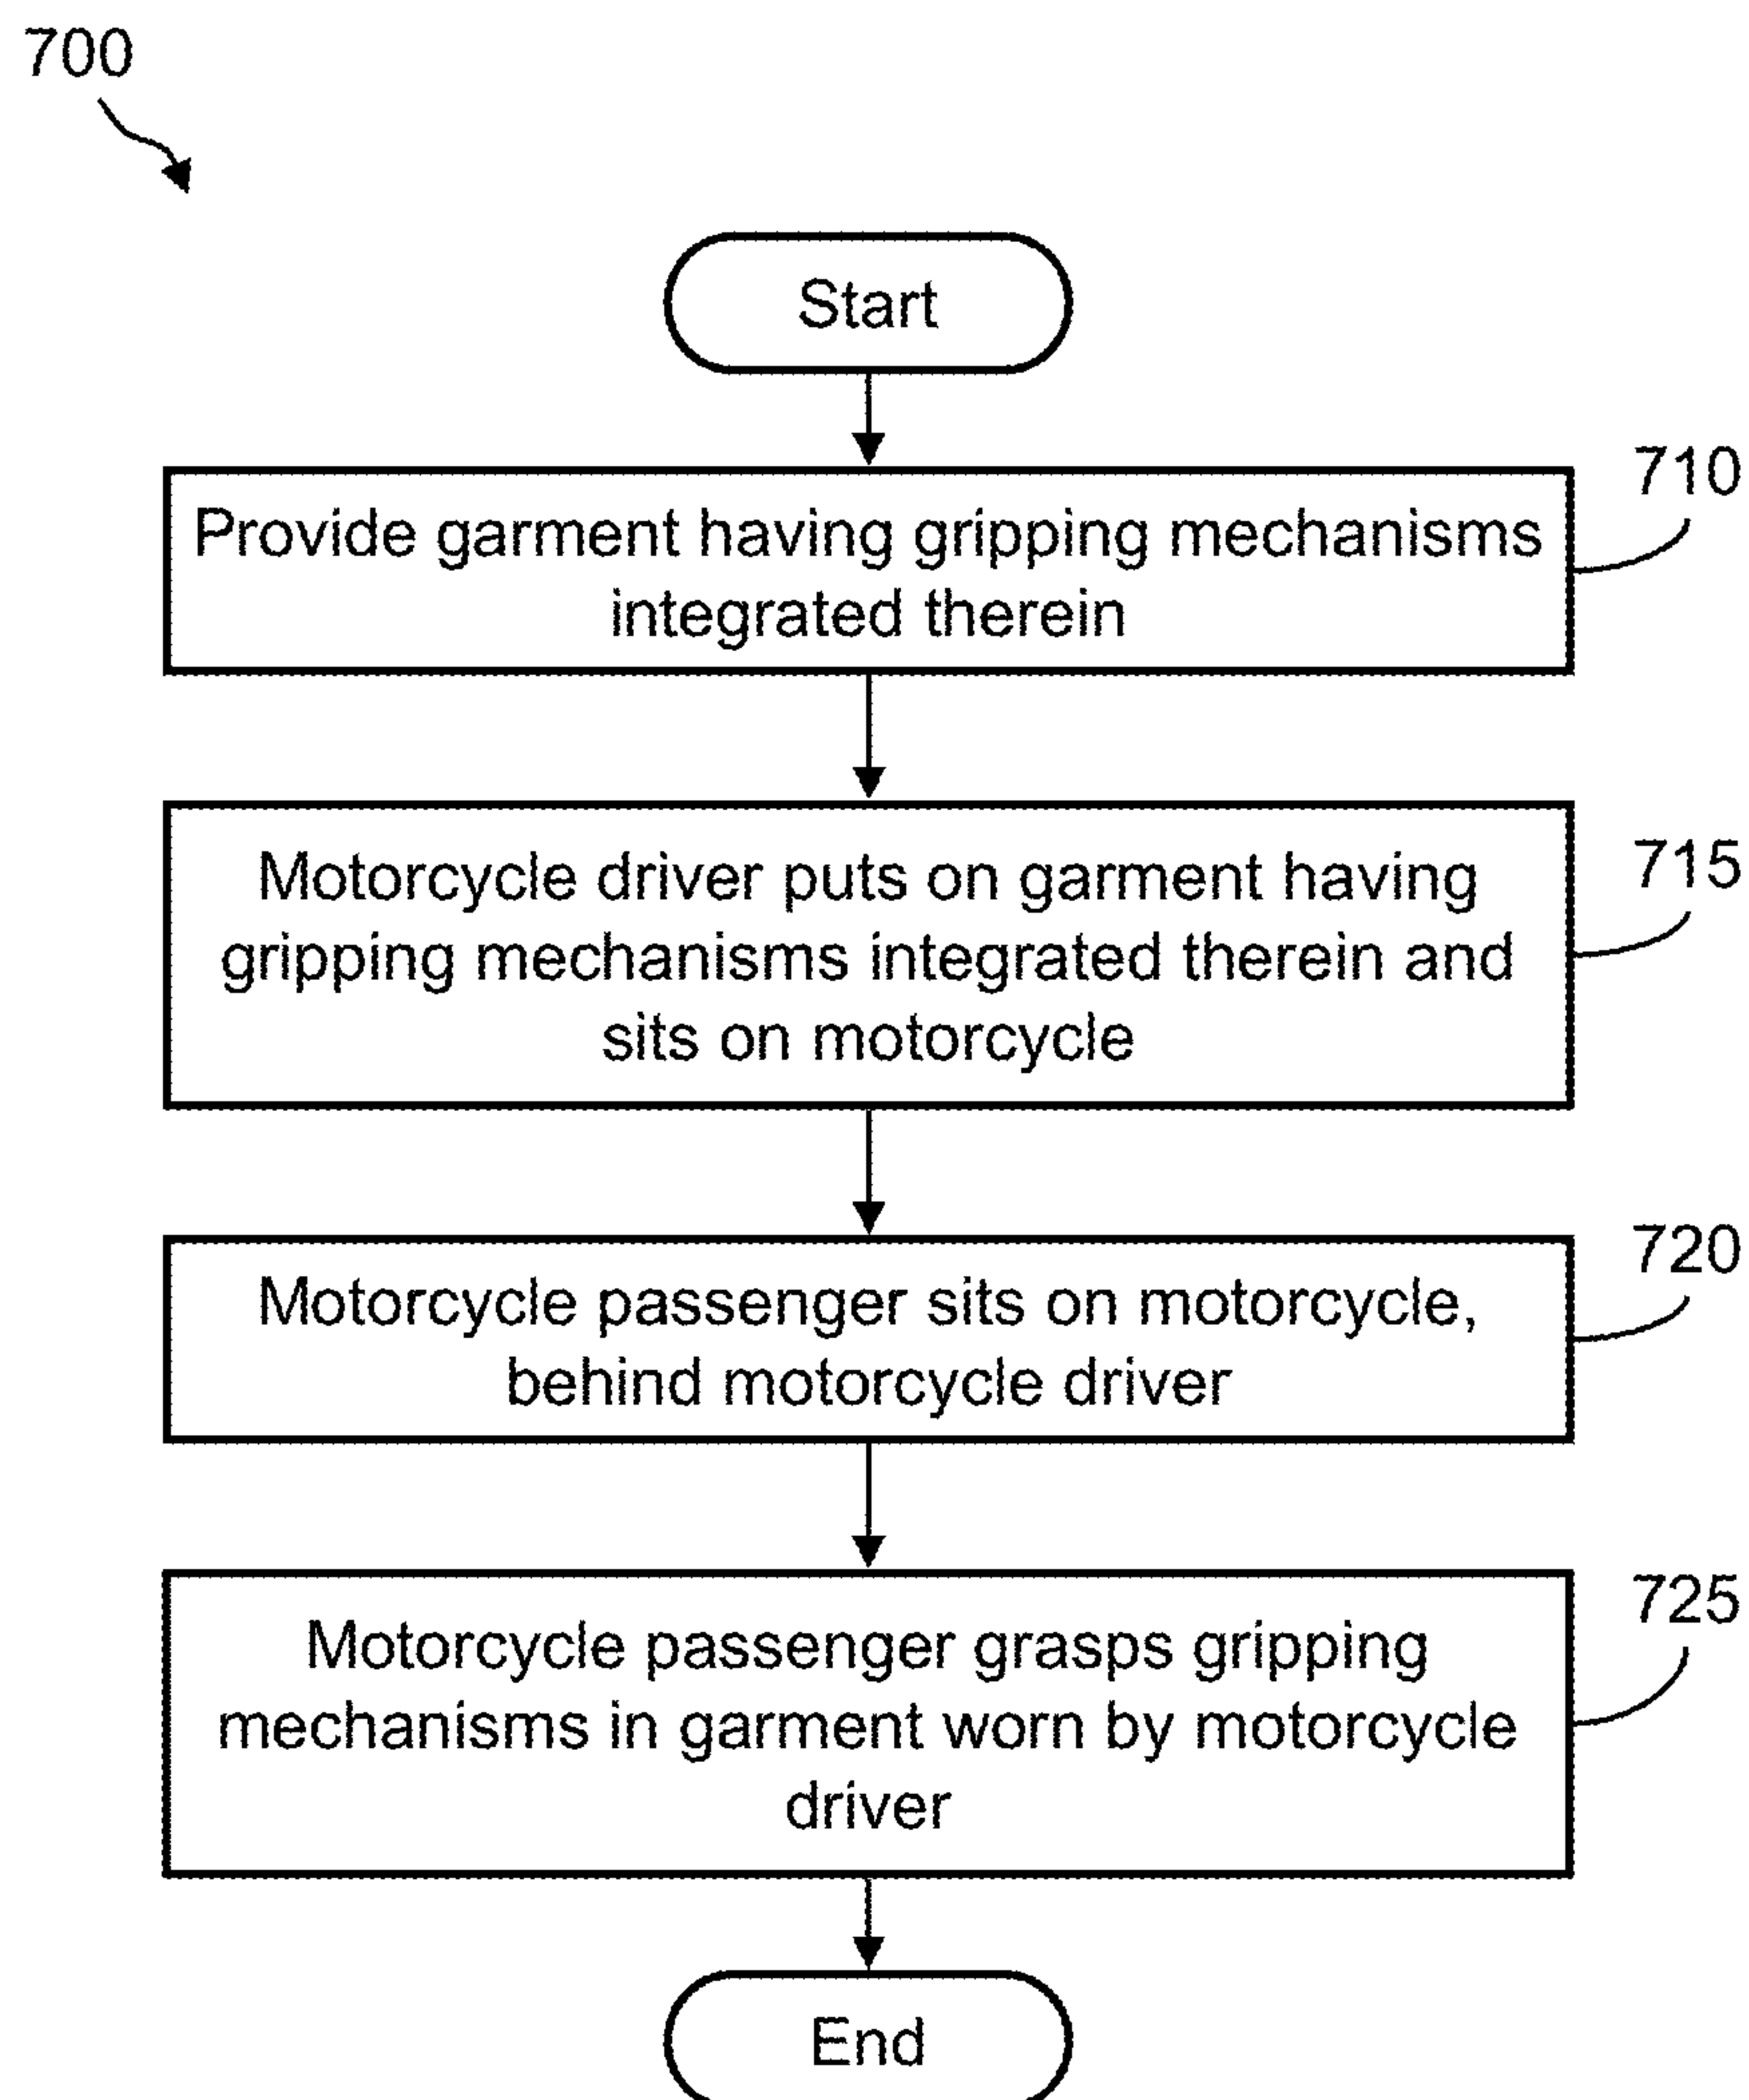 700
Start
710
Provide garment having gripping mechanisms
integrated therein
715
Motorcycle driver puts on garment having
gripping mechanisms integrated therein and
sits on motorcycle
720
Motorcycle passenger sits on motorcycle,
behind motorcycle driver
725
Motorcycle passenger grasps gripping
mechanisms in garment worn by motorcycle
driver
End